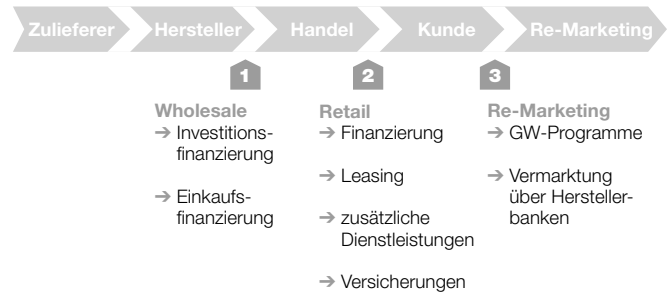 Zulieferer Hersteller Handel Kunde Re-Marketing
1 2 3
Wholesale
→ Investitions-
finanzierung
→ Einkaufs-
finanzierung
Retail
→ Finanzierung
→ Leasing
→ zusätzliche
Dienstleistungen
→ Versicherungen
Re-Marketing
→ GW-Programme
→ Vermarktung
über Hersteller-
banken